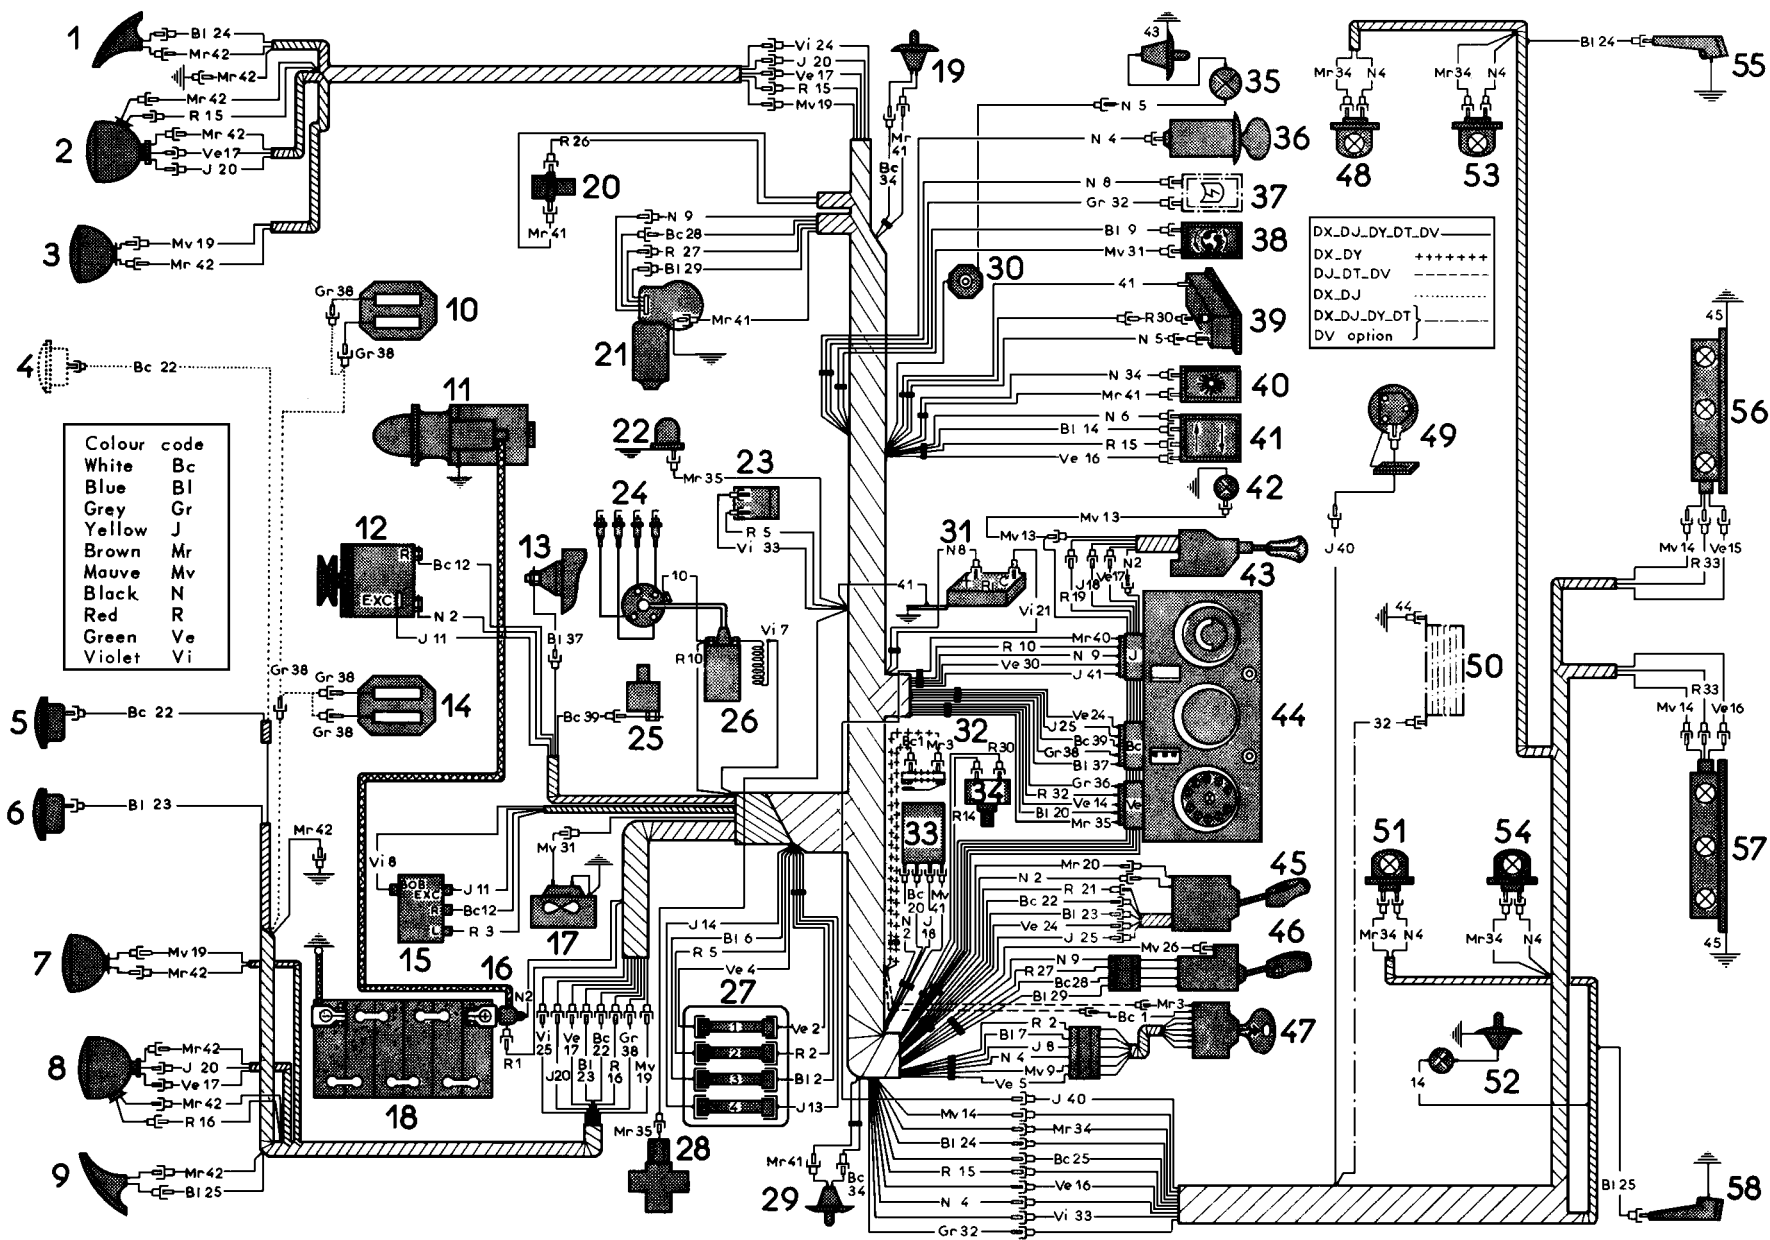 1
Bl 24
Mr 42
Mr 42
2
Mr 42
R 15
Mr 42
Ve 17
J 20
3
Mv 19
Mr 42
4
Bc 22
Gr 38
10
Gr 38
Colour code
White Bc
Blue Bl
Grey Gr
Yellow J
Brown Mr
Mauve Mv
Black N
Red R
Green Ve
Violet Vi
11
12
R
EXC
Bc 12
N 2
J 11
13
Bl 37
Gr 38
Gr 38
Gr 38
14
5
Bc 22
6
Bl 23
Mr 42
7
Mv 19
Mr 42
8
Mr 42
J 20
Ve 17
Mr 42
R 16
9
Mr 42
Bl 25
Vi 8
BOB
EXC
R
L
J 11
Bc 12
R 3
15
16
N2
R1
18
Mv 31
17
Vi 25
J20
Ve 17
Bl 23
Bc 22
R 16
Gr 38
Mv 19
Vi 24
J 20
Ve 17
R 15
Mv 19
19
Mr 41
Bc 34
R 26
20
Mr 41
N 9
Bc 28
R 27
Bl 29
Mr 41
21
22
Mr 35
23
R 5
Vi 33
24
10
R10
Vi 7
25
Bc 39
26
J 14
Bl 6
R 5
Ve 4
27
1
2
3
4
Ve 2
R 2
Bl 2
J 13
Mr 35
28
Mr 41
Bc 34
29
43
35
N 5
N 4
36
N 8
Gr 32
37
Bl 9
Mv 31
38
30
41
R30
N 5
39
N 34
Mr 41
40
N 6
Bl 14
R 15
Ve 16
41
42
Mv 13
Mv 13
43
R 19
J 18
Ve 17
N2
31
N8
41
Vi 21
Mr 40
R 10
N 9
Ve 30
J 41
J
Ve 24
J 25
Bc 39
Gr 38
Bl 37
Bc
Gr 36
R 32
Ve 14
Bl 20
Mr 35
Ve
44
32
Bc1
Mr3
R 30
34
R14
33
N 2
Bc 20
J 18
Mv 41
Mr 20
N 2
R 21
Bc 22
Bl 23
Ve 24
J 25
45
46
Mv 26
N 9
R 27
Bc 28
Bl 29
Mr 3
Bc 1
47
R 2
Bl 7
J 8
N 4
Mv 9
Ve 5
J 40
Mv 14
Mr 34
Bl 24
Bc 25
R 15
Ve 16
N 4
Vi 33
Gr 32
Mr 34
N4
48
Mr 34
N4
53
Bl 24
55
DX_DJ_DY_DT_DV
DX_DY
DJ_DT_DV
DX_DJ
DX_DJ_DY_DT
DV option
49
J 40
44
50
32
45
56
Mv 14
R 33
Ve 15
R 33
Mv 14
Ve 16
57
45
51
Mr 34
N4
54
Mr 34
N4
52
14
Bl 25
58